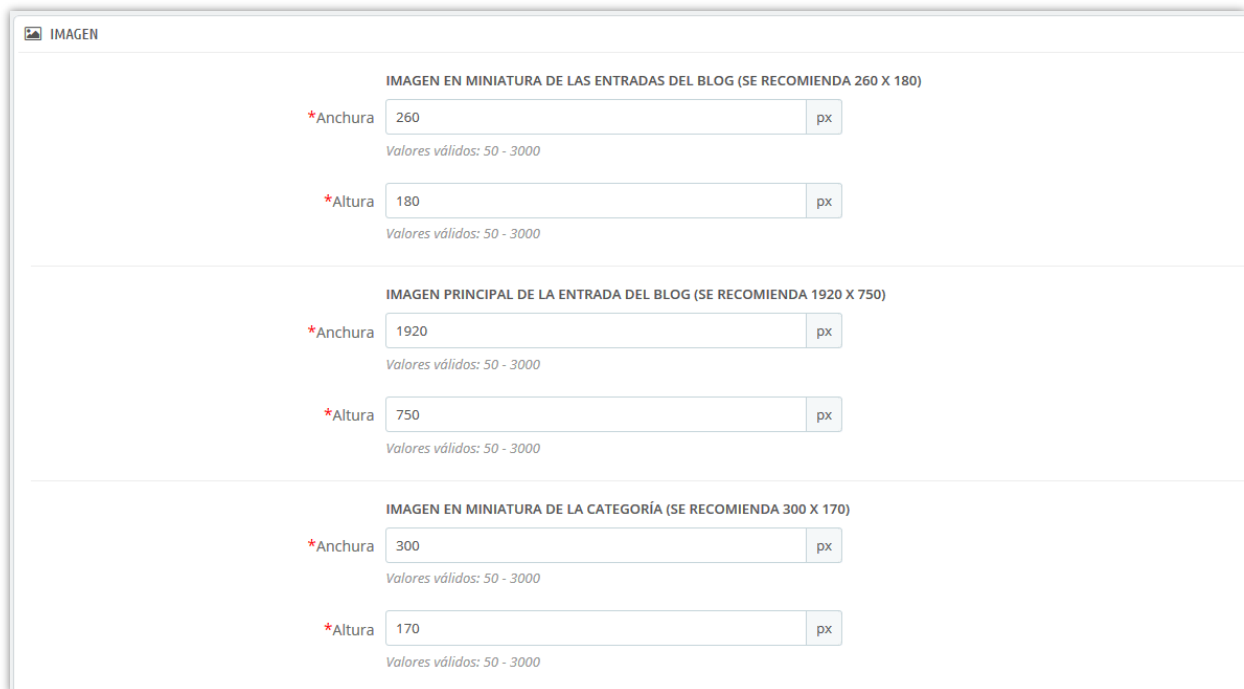 IMAGEN
IMAGEN EN MINIATURA DE LAS ENTRADAS DEL BLOG (SE RECOMIENDA 260 X 180)
*Anchura 260 px
Valores válidos: 50 - 3000
*Altura 180 px
Valores válidos: 50 - 3000
IMAGEN PRINCIPAL DE LA ENTRADA DEL BLOG (SE RECOMIENDA 1920 X 750)
*Anchura 1920 px
Valores válidos: 50 - 3000
*Altura 750 px
Valores válidos: 50 - 3000
IMAGEN EN MINIATURA DE LA CATEGORÍA (SE RECOMIENDA 300 X 170)
*Anchura 300 px
Valores válidos: 50 - 3000
*Altura 170 px
Valores válidos: 50 - 3000